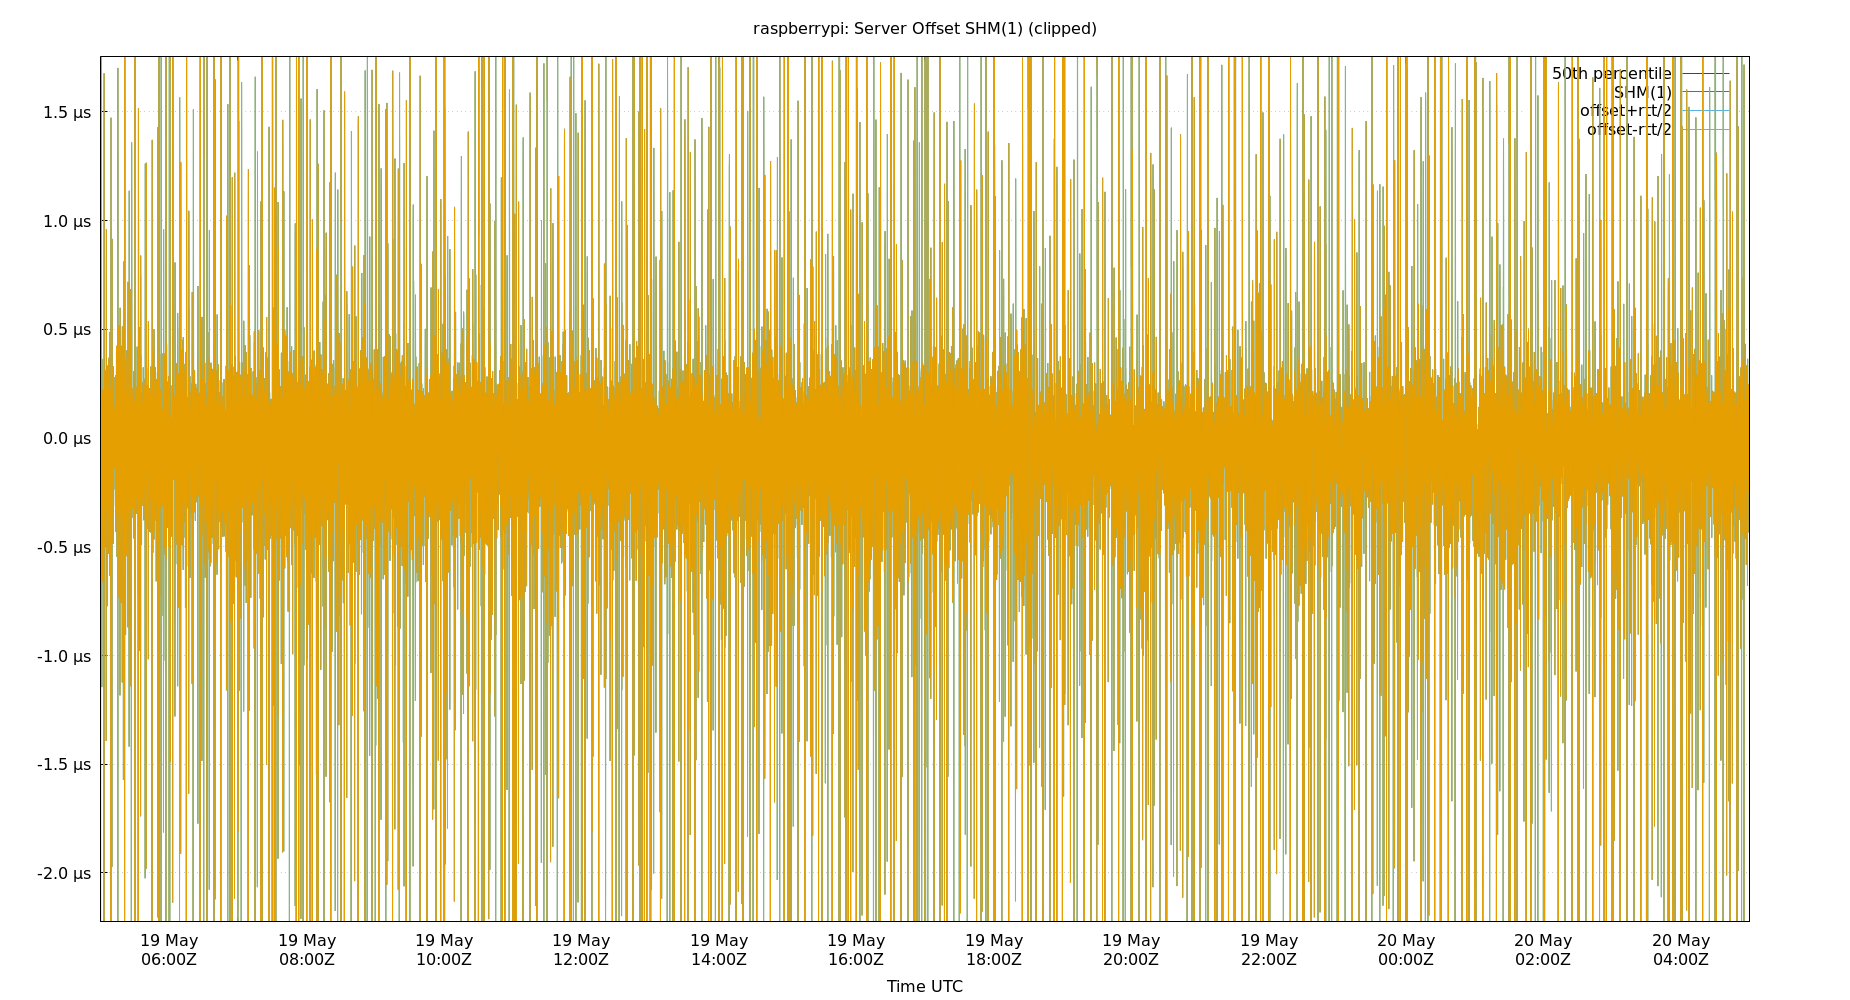 raspberrypi: Server Offset SHM(1) (clipped)
50th percentile
SHM(1)
offset+rtt/2
offset-rtt/2
1.5 µs
1.0 µs
0.5 µs
0.0 µs
-0.5 µs
-1.0 µs
-1.5 µs
-2.0 µs
19 May 19 May 19 May 19 May 19 May 19 May 19 May 19 May 19 May 20 May 20 May 20 May
06:00Z 08:00Z 10:00Z 12:00Z 14:00Z 16:00Z 18:00Z 20:00Z 22:00Z 00:00Z 02:00Z 04:00Z
Time UTC